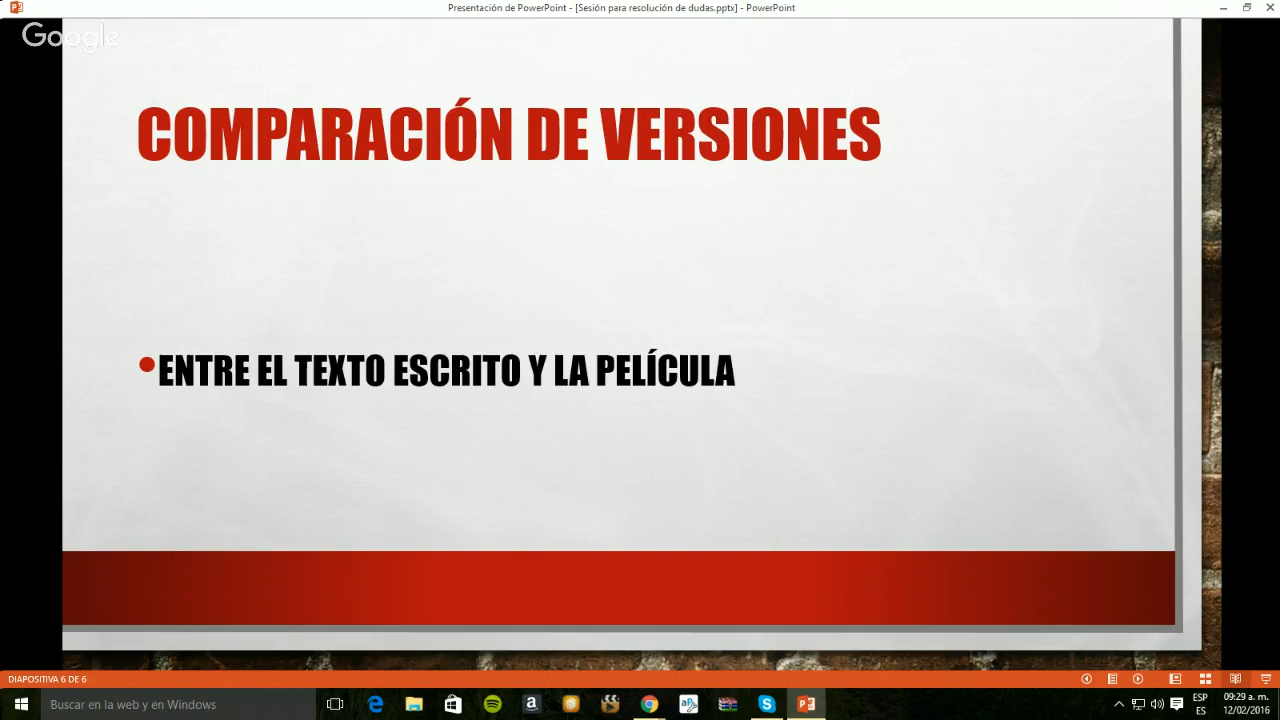 Presentación de PowerPoint - [Sesión para resolución de dudas.pptx] - PowerPoint
Google
COMPARACIÓN DE VERSIONES
•ENTRE EL TEXTO ESCRITO Y LA PELÍCULA
DIAPOSITIVA 6 DE 6
Buscar en la web y en Windows
ESP
ES
09:29 a. m.
12/02/2016